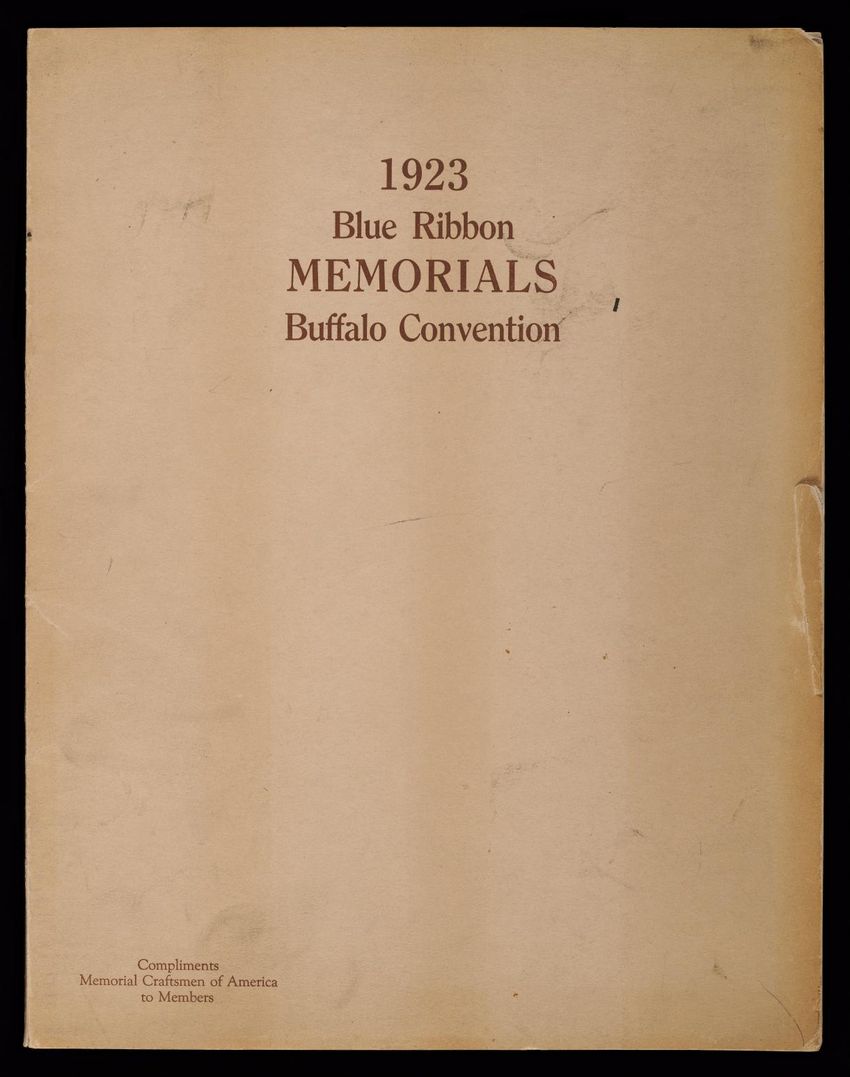 1923
Blue Ribbon
MEMORIALS
Buffalo Convention
Compliments
Memorial Craftsmen of America
to Members